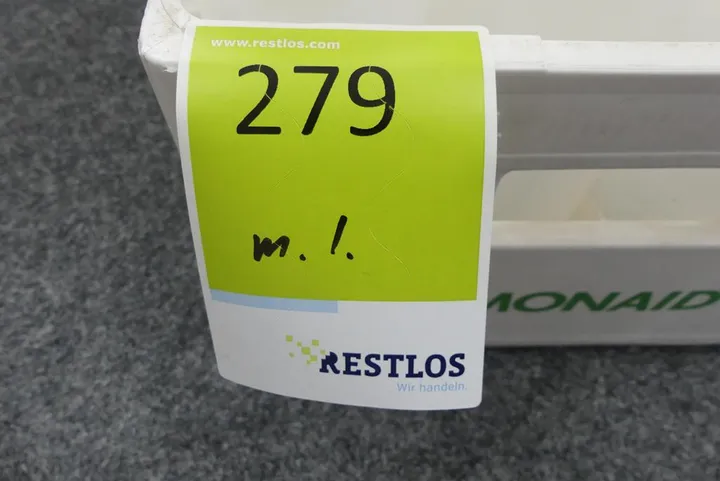 www.restlos.com
279
m. l.
MONAID
RESTLOS
Wir handeln.